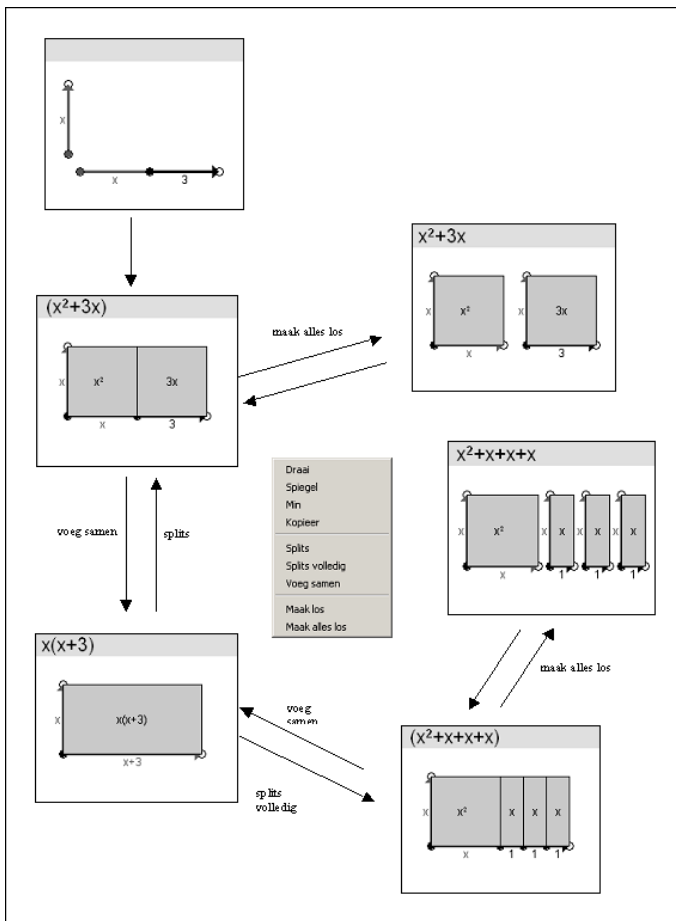 x
x 3
x²+3x
x x² 3x
x 3
(x²+3x)
x x² 3x
x 3
maak alles los
voeg samen splits
Draai
Spiegel
Min
Kopieer
Splits
Splits volledig
Voeg samen
Maak los
Maak alles los
x²+x+x+x
x x² x x x x x x
x 1 1 1
maak alles los
x(x+3)
x x(x+3)
x+3
voeg
samen
splits
volledig
(x²+x+x+x)
x x² x x x
x 1 1 1